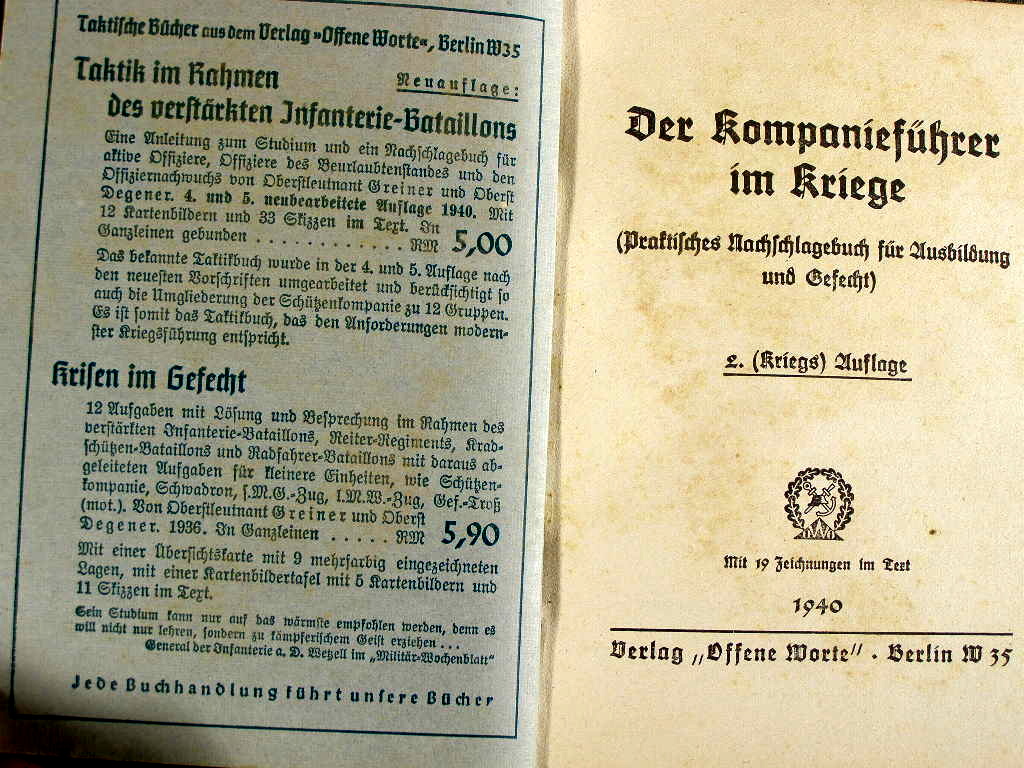 Taktische Bücher aus dem Verlag »Offene Worte«, Berlin W35
Taktik im Rahmen
Neuauflage:
des verstärkten Infanterie-Bataillons
Eine Anleitung zum Studium und ein Nachschlagebuch für
aktive Offiziere, Offiziere des Beurlaubtenstandes und den
Offiziernachwuchs von Oberstleutnant Greiner und Oberst
Degener. 4. und 5. neubearbeitete Auflage 1940. Mit
12 Kartenbildern und 33 Skizzen im Text. In
Ganzleinen gebunden . . . . . . . . . . . . RM 5,00
Das bekannte Taktikbuch wurde in der 4. und 5. Auflage nach
den neuesten Vorschriften umgearbeitet und berücksichtigt so
auch die Umgliederung der Schützenkompanie zu 12 Gruppen.
Es ist somit das Taktikbuch, das den Anforderungen modern-
ster Kriegsführung entspricht.
Krisen im Gefecht
12 Aufgaben mit Lösung und Besprechung im Rahmen des
verstärkten Infanterie-Bataillons, Reiter-Regiments, Krad-
schützen-Bataillons und Radfahrer-Bataillons mit daraus ab-
geleiteten Aufgaben für kleinere Einheiten, wie Schützen-
kompanie, Schwadron, s.M.G.-Zug, l.M.W.-Zug, Gef.-Troß
(mot.). Von Oberstleutnant Greiner und Oberst
Degener. 1936. In Ganzleinen . . . . . RM 5,90
Mit einer Übersichtskarte mit 9 mehrfarbig eingezeichneten
Lagen, mit einer Kartenbildertafel mit 5 Kartenbildern und
11 Skizzen im Text.
Sein Studium kann nur auf das wärmste empfohlen werden, denn es
will nicht nur lehren, sondern zu kämpferischem Geist erziehen . . .
General der Infanterie a. D. Wetzell im „Militär-Wochenblatt“
Jede Buchhandlung führt unsere Bücher
Der Kompanieführer
im Kriege
(Praktisches Nachschlagebuch für Ausbildung
und Gefecht)
2. (Kriegs) Auflage
Mit 19 Zeichnungen im Text
1940
Verlag „Offene Worte“ · Berlin W 35